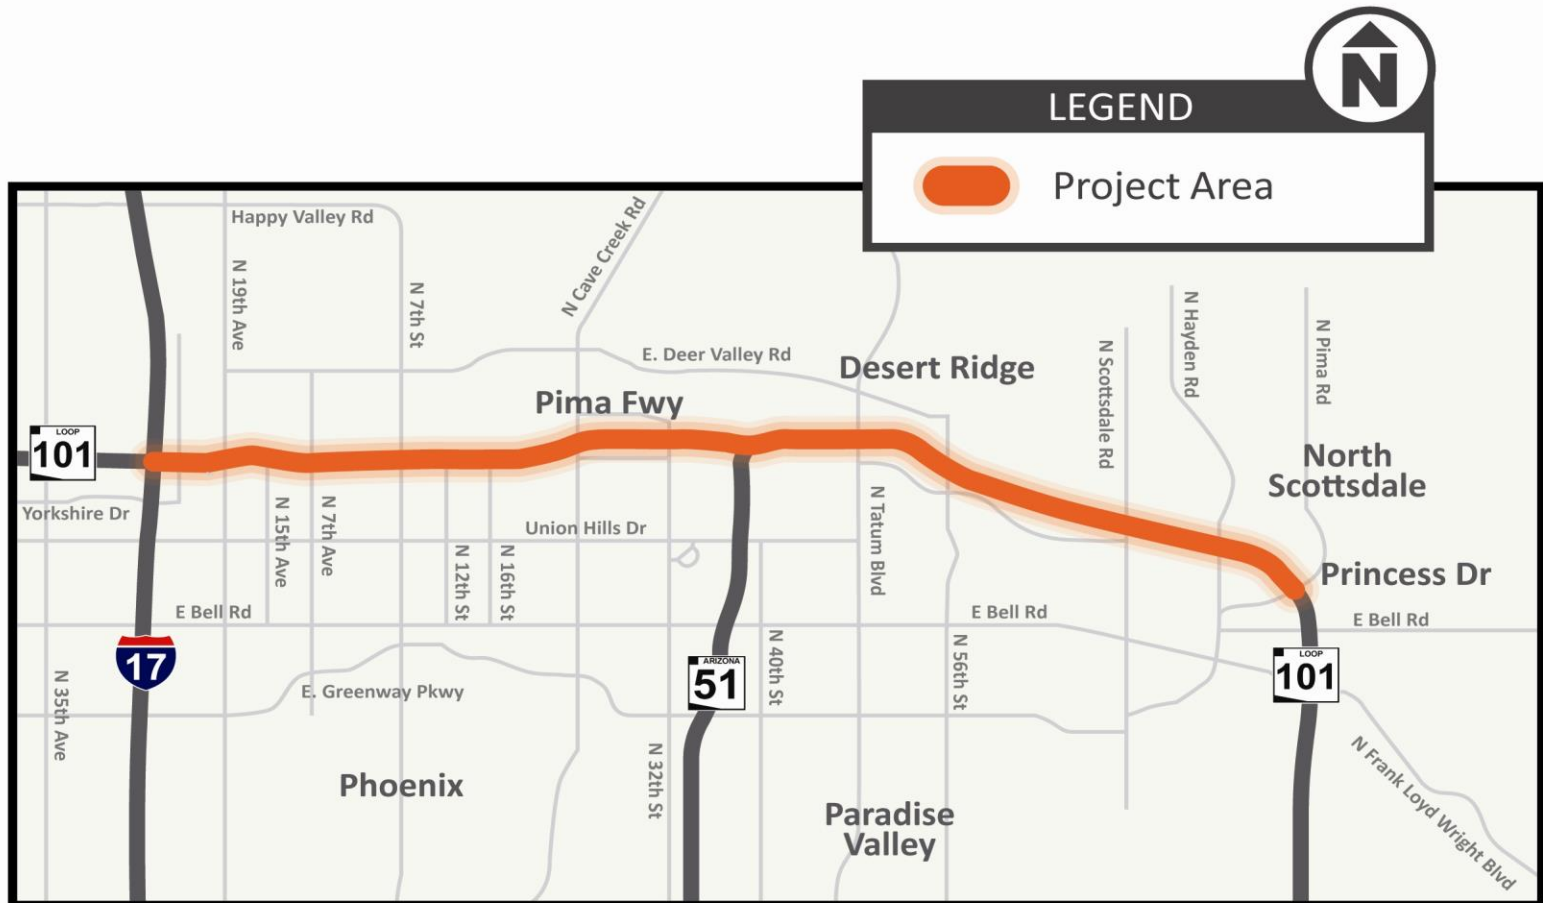 N
LEGEND
Project Area
Happy Valley Rd
N Cave Creek Rd
N 19th Ave
N 7th St
E. Deer Valley Rd
Desert Ridge
N Scottsdale Rd
N Hayden Rd
N Pima Rd
Pima Fwy
LOOP
101
North
Scottsdale
Yorkshire Dr
N 15th Ave
N 7th Ave
Union Hills Dr
N 12th St
N 16th St
N Tatum Blvd
Princess Dr
E Bell Rd
E Bell Rd
E Bell Rd
17
ARIZONA
51
LOOP
101
N 35th Ave
E. Greenway Pkwy
N 40th St
N 56th St
N 32th St
Phoenix
Paradise
Valley
N Frank Loyd Wright Blvd